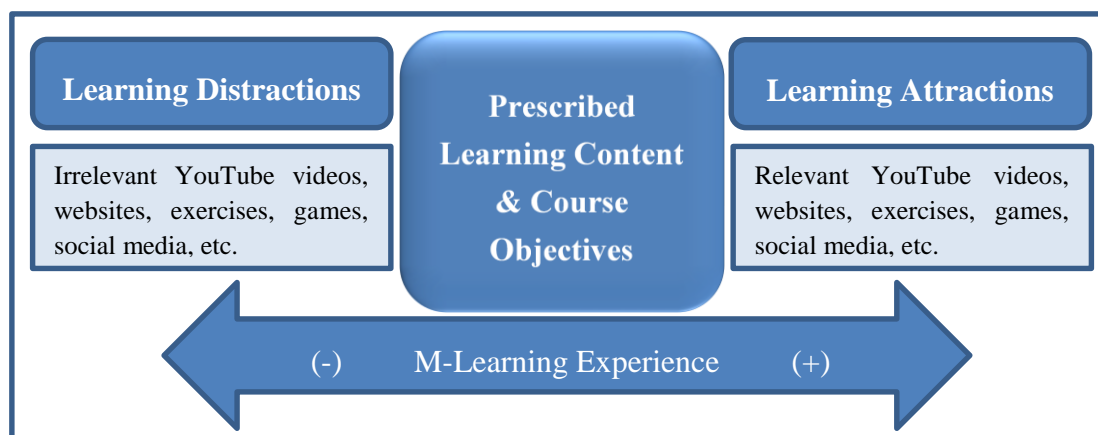 Learning Distractions
Irrelevant YouTube videos,
websites, exercises, games,
social media, etc.
Prescribed
Learning Content
& Course
Objectives
Learning Attractions
Relevant YouTube videos,
websites, exercises, games,
social media, etc.
(-) M-Learning Experience (+)